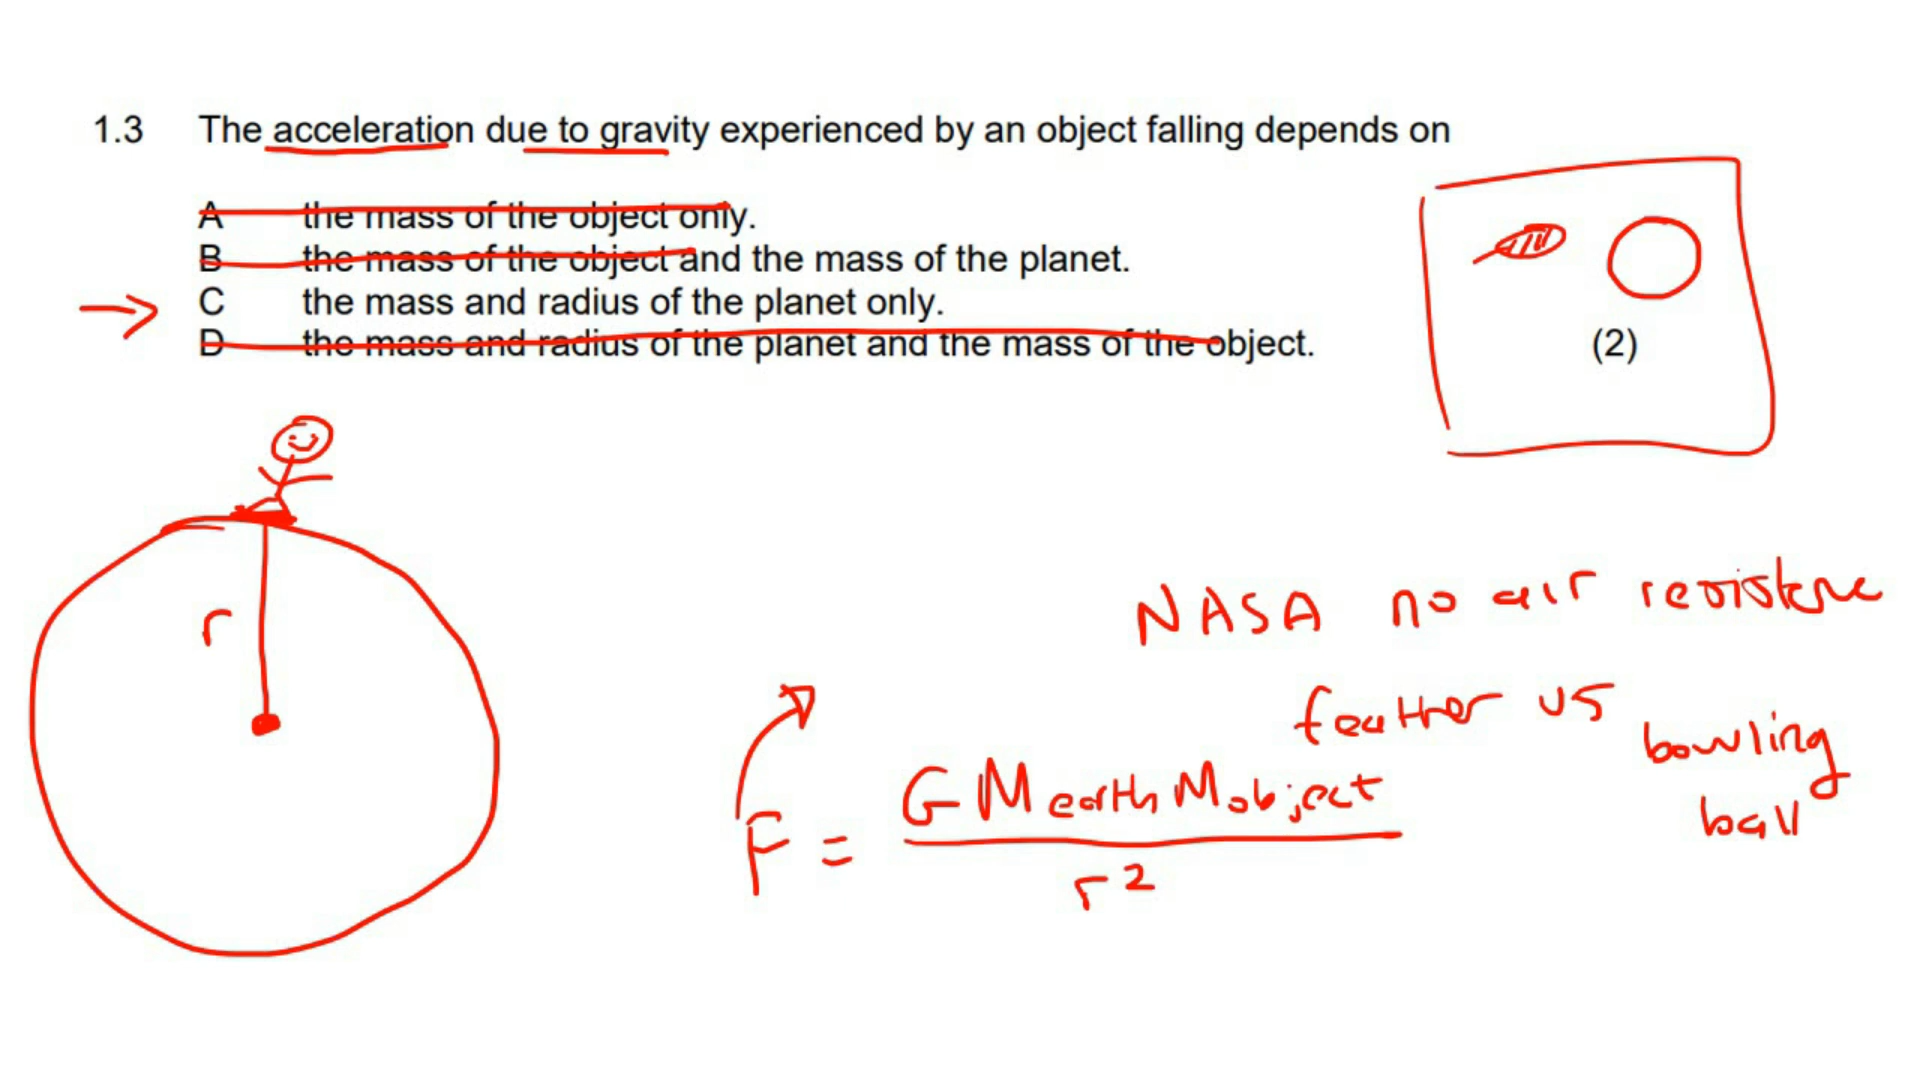 1.3 The acceleration due to gravity experienced by an object falling depends on
A the mass of the object only.
B the mass of the object and the mass of the planet.
C the mass and radius of the planet only.
D the mass and radius of the planet and the mass of the object.
(2)
r
NASA no air resistence
feather vs
bowling
ball
F = G M earth M object
r²